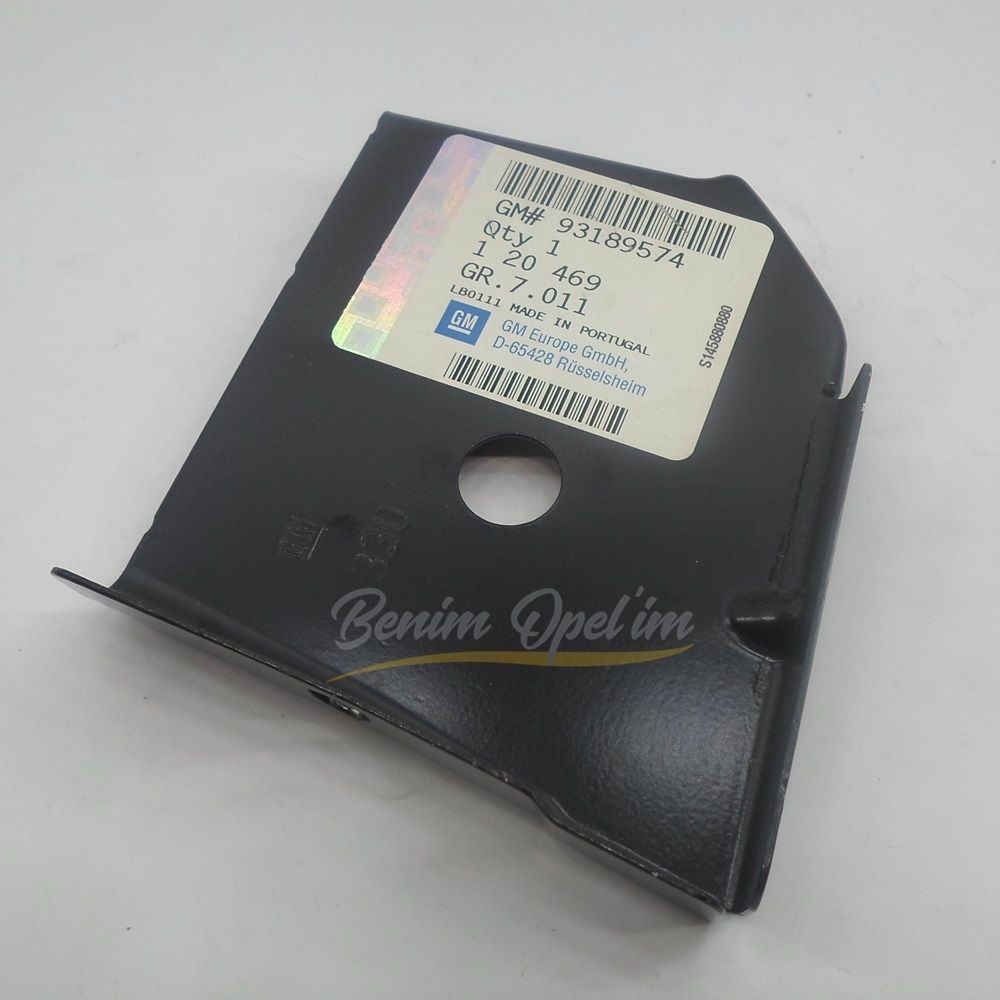 GM# 93189574
Qty 1
1 20 469
GR.7.011
LB0111 MADE IN PORTUGAL
GM
GM Europe GmbH,
D-65428 Rüsselsheim
S145880880
GM
330
Benim Opel'im